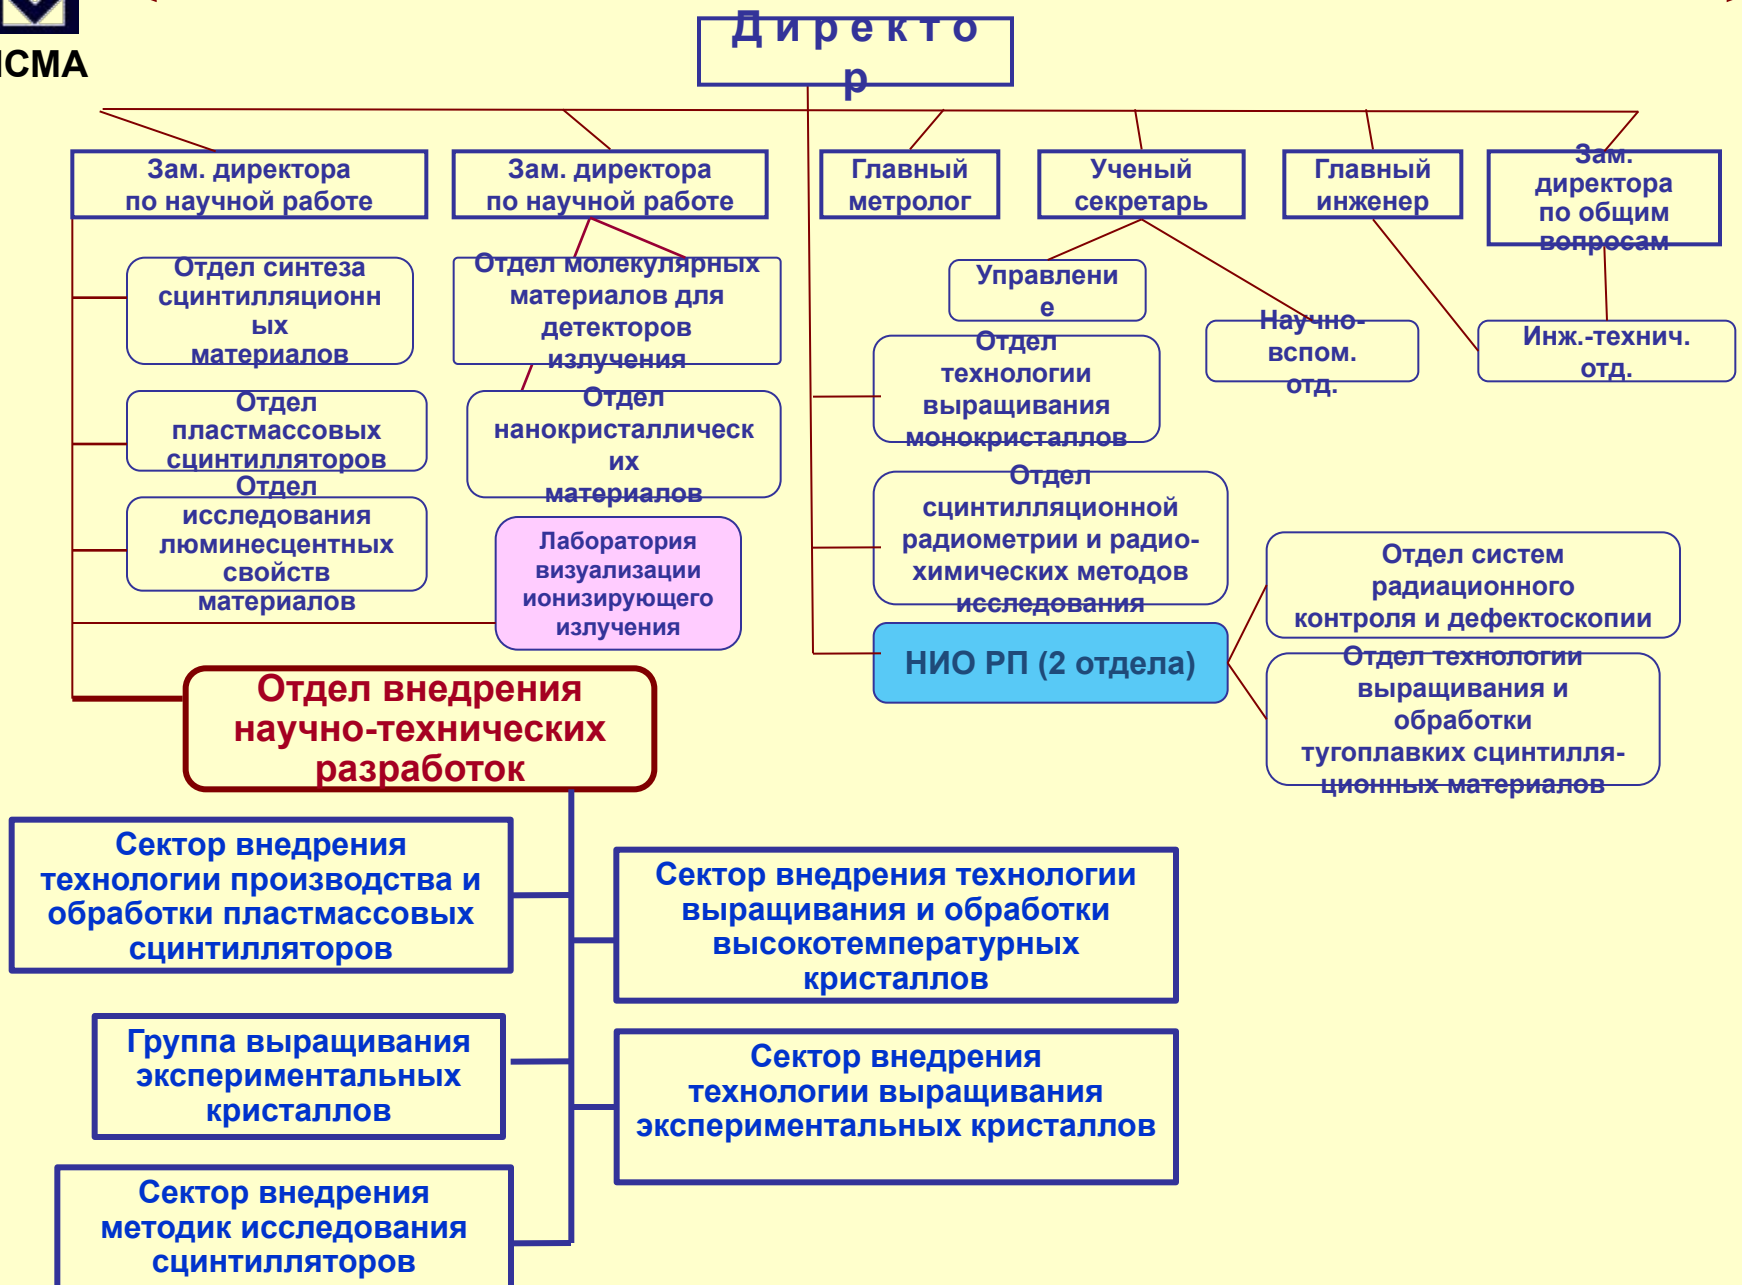 ИСМА
Д и р е к т о
р
Зам. директора
по научной работе
Зам. директора
по научной работе
Главный
метролог
Ученый
секретарь
Главный
инженер
Зам.
директора
по общим
вопросам
Отдел синтеза
сцинтилляционн
ых
материалов
Отдел молекулярных
материалов для
детекторов
излучения
Управлени
е
Научно-
вспом.
отд.
Инж.-технич.
отд.
Отдел
пластмассовых
сцинтилляторов
Отдел
нанокристаллическ
их
материалов
Отдел
технологии
выращивания
монокристаллов
Отдел
исследования
люминесцентных
свойств
материалов
Лаборатория
визуализации
ионизирующего
излучения
Отдел
сцинтилляционной
радиометрии и радио-
химических методов
исследования
Отдел систем
радиационного
контроля и дефектоскопии
НИО РП (2 отдела)
Отдел технологии
выращивания и
обработки
тугоплавких сцинтилля-
ционных материалов
Отдел внедрения
научно-технических
разработок
Сектор внедрения
технологии производства и
обработки пластмассовых
сцинтилляторов
Сектор внедрения технологии
выращивания и обработки
высокотемпературных
кристаллов
Группа выращивания
экспериментальных
кристаллов
Сектор внедрения
технологии выращивания
экспериментальных кристаллов
Сектор внедрения
методик исследования
сцинтилляторов